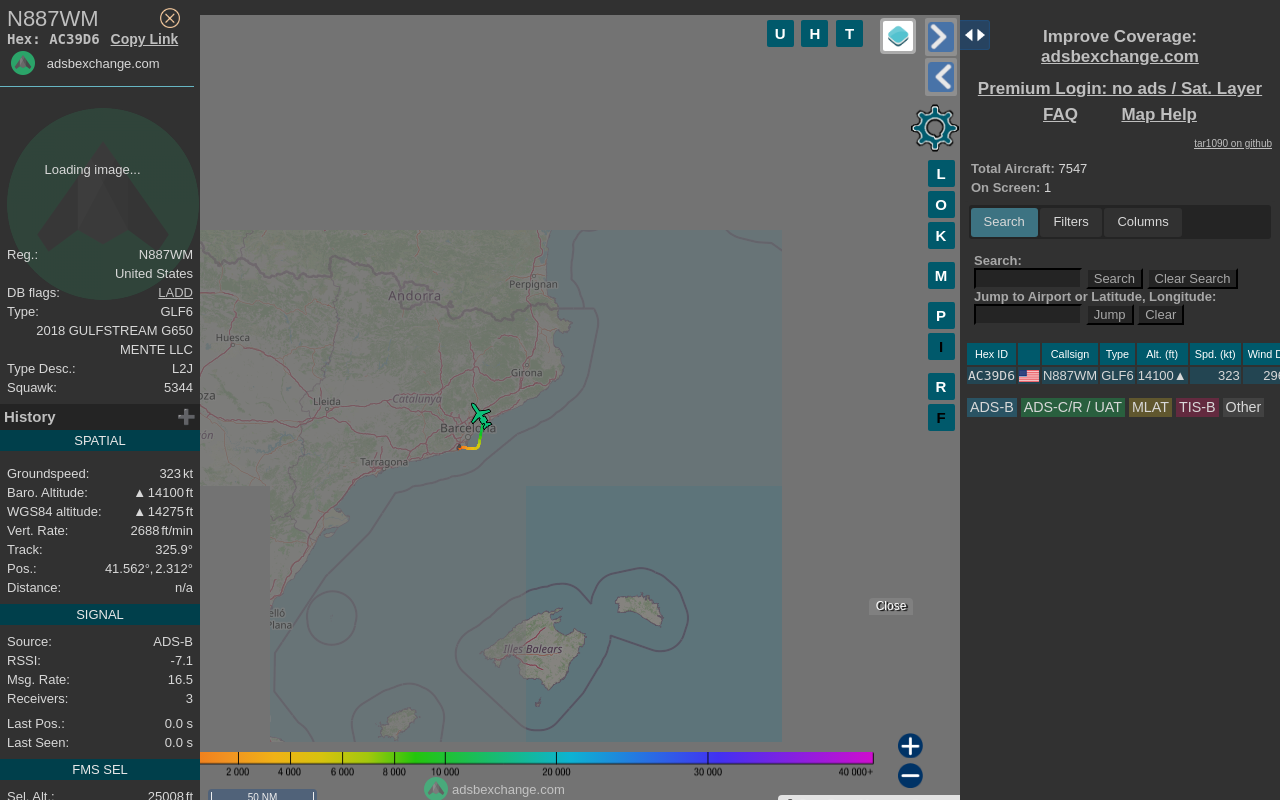 N887WM
Hex: AC39D6 Copy Link
adsbexchange.com
Loading image...
Reg.: N887WM
United States
DB flags: LADD
Type: GLF6
2018 GULFSTREAM G650
MENTE LLC
Type Desc.: L2J
Squawk: 5344
History
SPATIAL
Groundspeed: 323 kt
Baro. Altitude: ▲ 14100 ft
WGS84 altitude: ▲ 14275 ft
Vert. Rate: 2688 ft/min
Track: 325.9°
Pos.: 41.562°, 2.312°
Distance: n/a
SIGNAL
Source: ADS-B
RSSI: -7.1
Msg. Rate: 16.5
Receivers: 3
Last Pos.: 0.0 s
Last Seen: 0.0 s
FMS SEL
Sel. Alt.: 25008 ft
U H T
L
O
K
M
P
I
R
F
Perpignan
Andorra
Huesca
Girona
Lleida
Catalunya
Barcelona
Tarragona
Illes Balears
Close
2 000 4 000 6 000 8 000 10 000 20 000 30 000 40 000+
adsbexchange.com
50 NM
Improve Coverage:
adsbexchange.com
Premium Login: no ads / Sat. Layer
FAQ Map Help
tar1090 on github
Total Aircraft: 7547
On Screen: 1
Search Filters Columns
Search:
Search Clear Search
Jump to Airport or Latitude, Longitude:
Jump Clear
Hex ID Callsign Type Alt. (ft) Spd. (kt) Wind D
AC39D6 N887WM GLF6 14100▲ 323 296
ADS-B ADS-C/R / UAT MLAT TIS-B Other